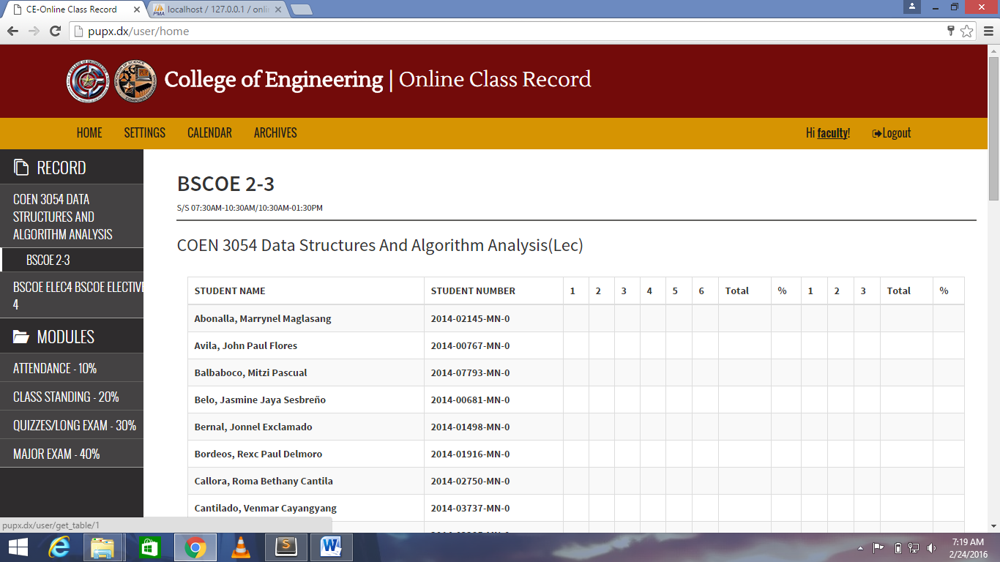 CE-Online Class Record
localhost / 127.0.0.1 / onli
pupx.dx/user/home
College of Engineering | Online Class Record
HOME SETTINGS CALENDAR ARCHIVES Hi faculty! Logout
RECORD
COEN 3054 DATA
STRUCTURES AND
ALGORITHM ANALYSIS
BSCOE 2-3
BSCOE ELEC4 BSCOE ELECTIVE
4
MODULES
ATTENDANCE - 10%
CLASS STANDING - 20%
QUIZZES/LONG EXAM - 30%
MAJOR EXAM - 40%
BSCOE 2-3
S/S 07:30AM-10:30AM/10:30AM-01:30PM
COEN 3054 Data Structures And Algorithm Analysis(Lec)
STUDENT NAME STUDENT NUMBER 1 2 3 4 5 6 Total % 1 2 3 Total %
Abonalla, Marrynel Maglasang 2014-02145-MN-0
Avila, John Paul Flores 2014-00767-MN-0
Balbaboco, Mitzi Pascual 2014-07793-MN-0
Belo, Jasmine Jaya Sesbreño 2014-00681-MN-0
Bernal, Jonnel Exclamado 2014-01498-MN-0
Bordeos, Rexc Paul Delmoro 2014-01916-MN-0
Callora, Roma Bethany Cantila 2014-02750-MN-0
Cantilado, Venmar Cayangyang 2014-03737-MN-0
pupx.dx/user/get_table/1
7:19 AM
2/24/2016